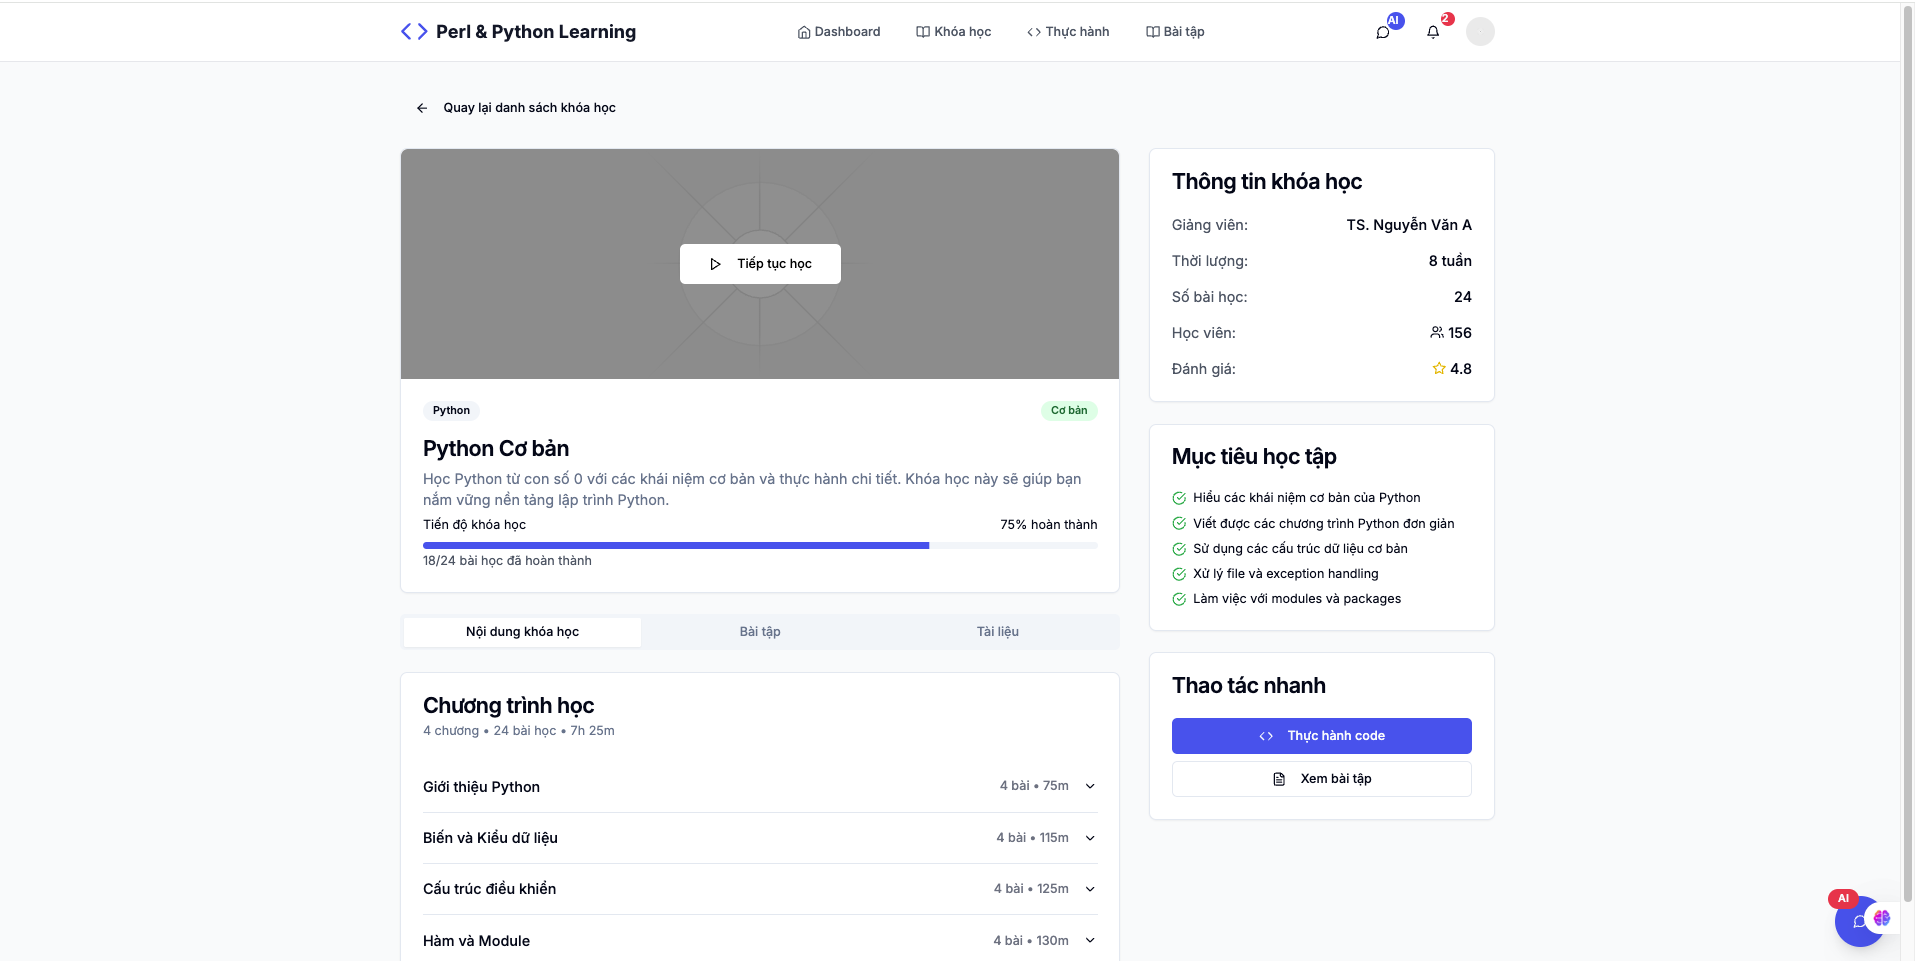 Perl & Python Learning
Dashboard
Khóa học
Thực hành
Bài tập
AI
2
Quay lại danh sách khóa học
Tiếp tục học
Python
Cơ bản
Python Cơ bản
Học Python từ con số 0 với các khái niệm cơ bản và thực hành chi tiết. Khóa học này sẽ giúp bạn
nắm vững nền tảng lập trình Python.
Tiến độ khóa học
75% hoàn thành
18/24 bài học đã hoàn thành
Nội dung khóa học
Bài tập
Tài liệu
Chương trình học
4 chương • 24 bài học • 7h 25m
Giới thiệu Python
4 bài • 75m
Biến và Kiểu dữ liệu
4 bài • 115m
Cấu trúc điều khiển
4 bài • 125m
Hàm và Module
4 bài • 130m
Thông tin khóa học
Giảng viên:
TS. Nguyễn Văn A
Thời lượng:
8 tuần
Số bài học:
24
Học viên:
156
Đánh giá:
4.8
Mục tiêu học tập
Hiểu các khái niệm cơ bản của Python
Viết được các chương trình Python đơn giản
Sử dụng các cấu trúc dữ liệu cơ bản
Xử lý file và exception handling
Làm việc với modules và packages
Thao tác nhanh
Thực hành code
Xem bài tập
AI